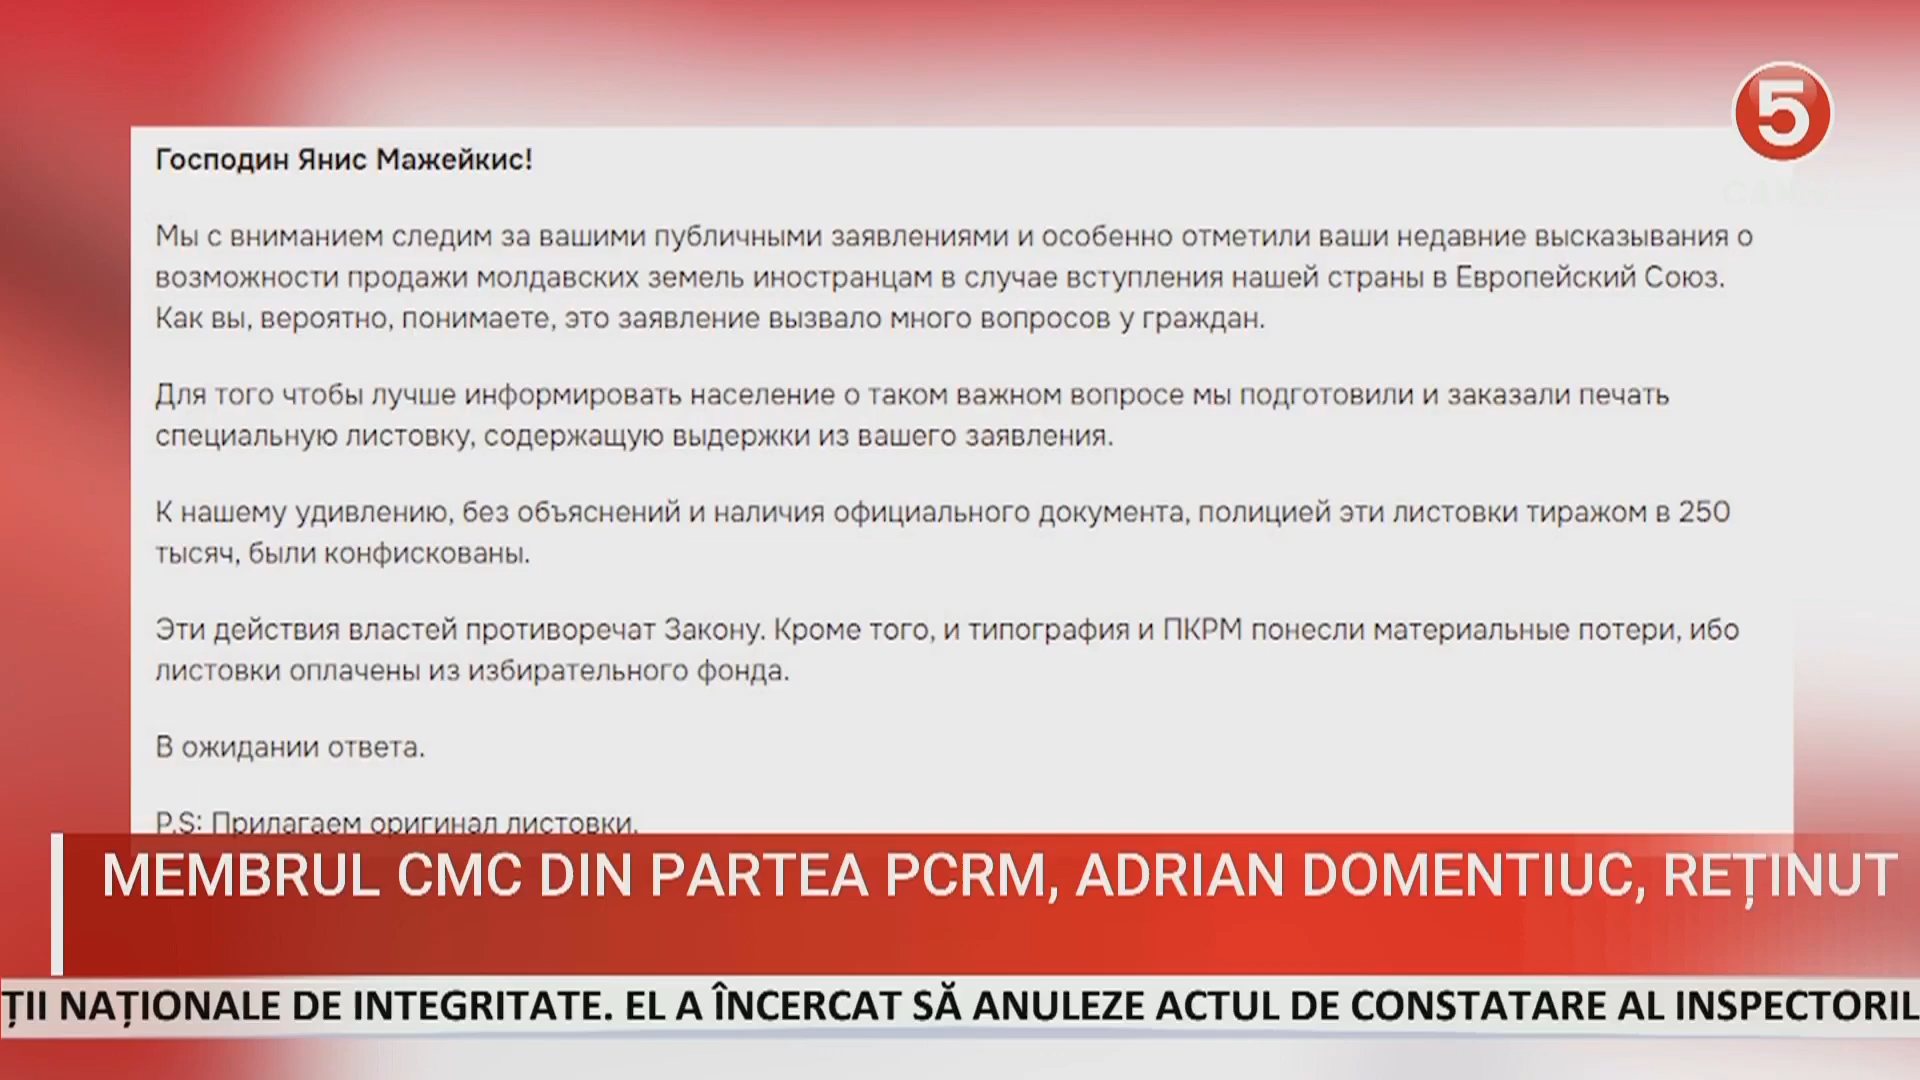 5
Господин Янис Мажейкис!
Мы с вниманием следим за вашими публичными заявлениями и особенно отметили ваши недавние высказывания о
возможности продажи молдавских земель иностранцам в случае вступления нашей страны в Европейский Союз.
Как вы, вероятно, понимаете, это заявление вызвало много вопросов у граждан.
Для того чтобы лучше информировать население о таком важном вопросе мы подготовили и заказали печать
специальную листовку, содержащую выдержки из вашего заявления.
К нашему удивлению, без объяснений и наличия официального документа, полицией эти листовки тиражом в 250
тысяч, были конфискованы.
Эти действия властей противоречат Закону. Кроме того, и типография и ПКРМ понесли материальные потери, ибо
листовки оплачены из избирательного фонда.
В ожидании ответа.
P.S: Прилагаем оригинал листовки.
MEMBRUL CMC DIN PARTEA PCRM, ADRIAN DOMENTIUC, REȚINUT
ȚII NAȚIONALE DE INTEGRITATE. EL A ÎNCERCAT SĂ ANULEZE ACTUL DE CONSTATARE AL INSPECTORIL